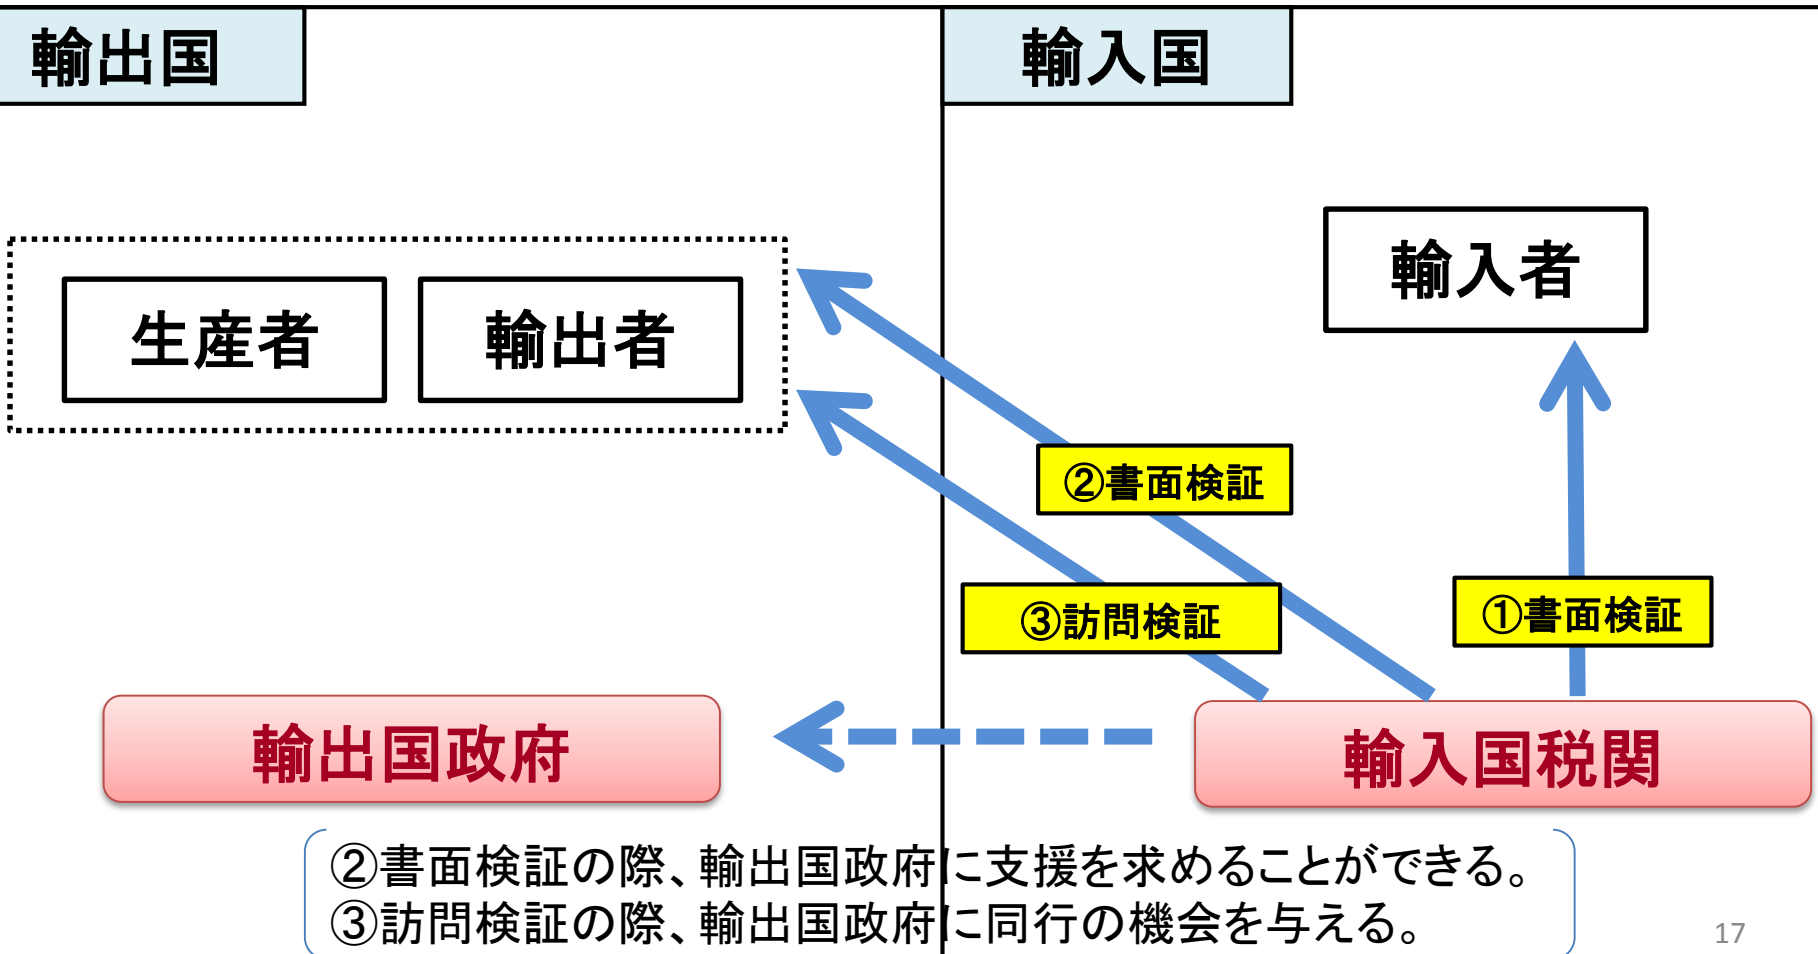 輸出国
輸入国
輸入者
生産者
輸出者
②書面検証
③訪問検証
①書面検証
輸出国政府
輸入国税関
②書面検証の際、輸出国政府に支援を求めることができる。
③訪問検証の際、輸出国政府に同行の機会を与える。
17